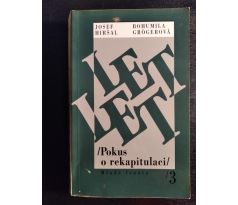 JOSEF HIRŠAL
BOHUMILA GRÖGEROVÁ
LET
LET
/Pokus
o rekapitulaci/
Mladá fronta
/3